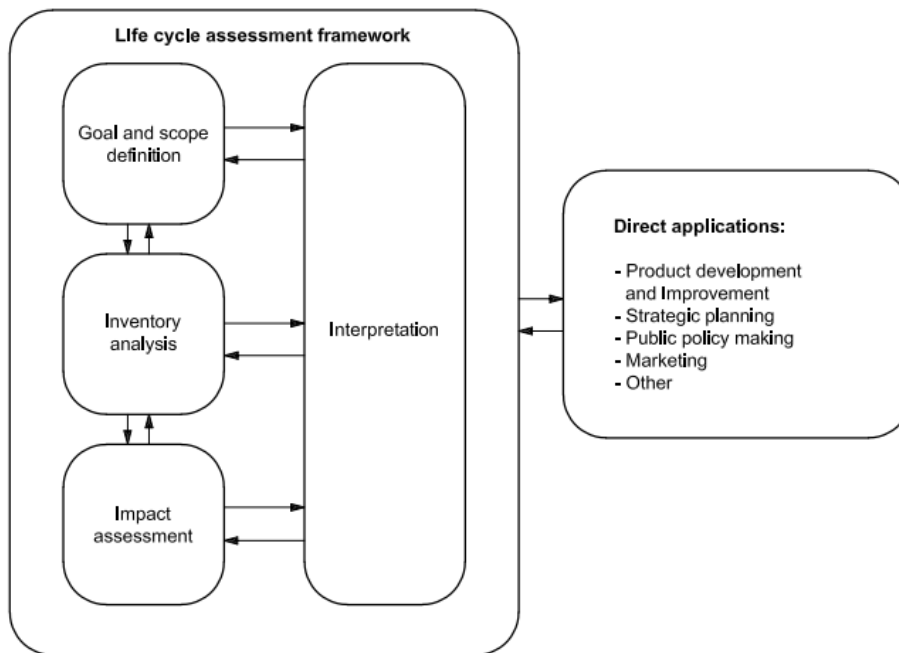 Life cycle assessment framework
Goal and scope
definition
Inventory
analysis
Impact
assessment
Interpretation
Direct applications:
- Product development
and Improvement
- Strategic planning
- Public policy making
- Marketing
- Other